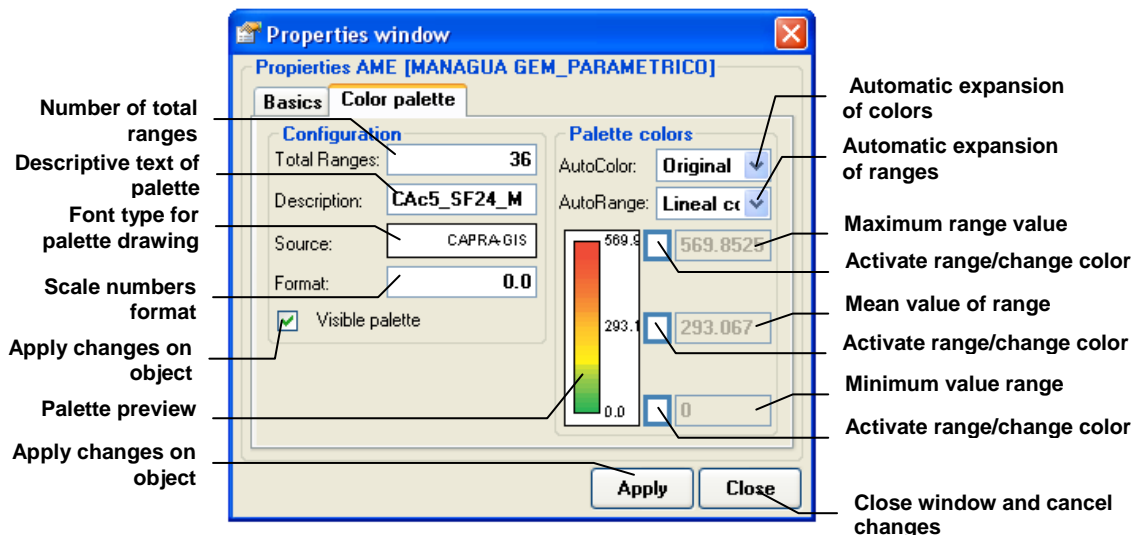 Properties window
Propierties AME [MANAGUA GEM_PARAMETRICO]
Basics
Color palette
Configuration
Total Ranges:
36
Description:
CAc5_SF24_M
Source:
CAPRA-GIS
Format:
0.0
Visible palette
Palette colors
AutoColor:
Original
AutoRange:
Lineal cc
569.9
569.8525
293.1
293.067
0.0
0
Apply
Close
Number of total
ranges
Descriptive text of
palette
Font type for
palette drawing
Scale numbers
format
Apply changes on
object
Palette preview
Apply changes on
object
Automatic expansion
of colors
Automatic expansion
of ranges
Maximum range value
Activate range/change color
Mean value of range
Activate range/change color
Minimum value range
Activate range/change color
Close window and cancel
changes